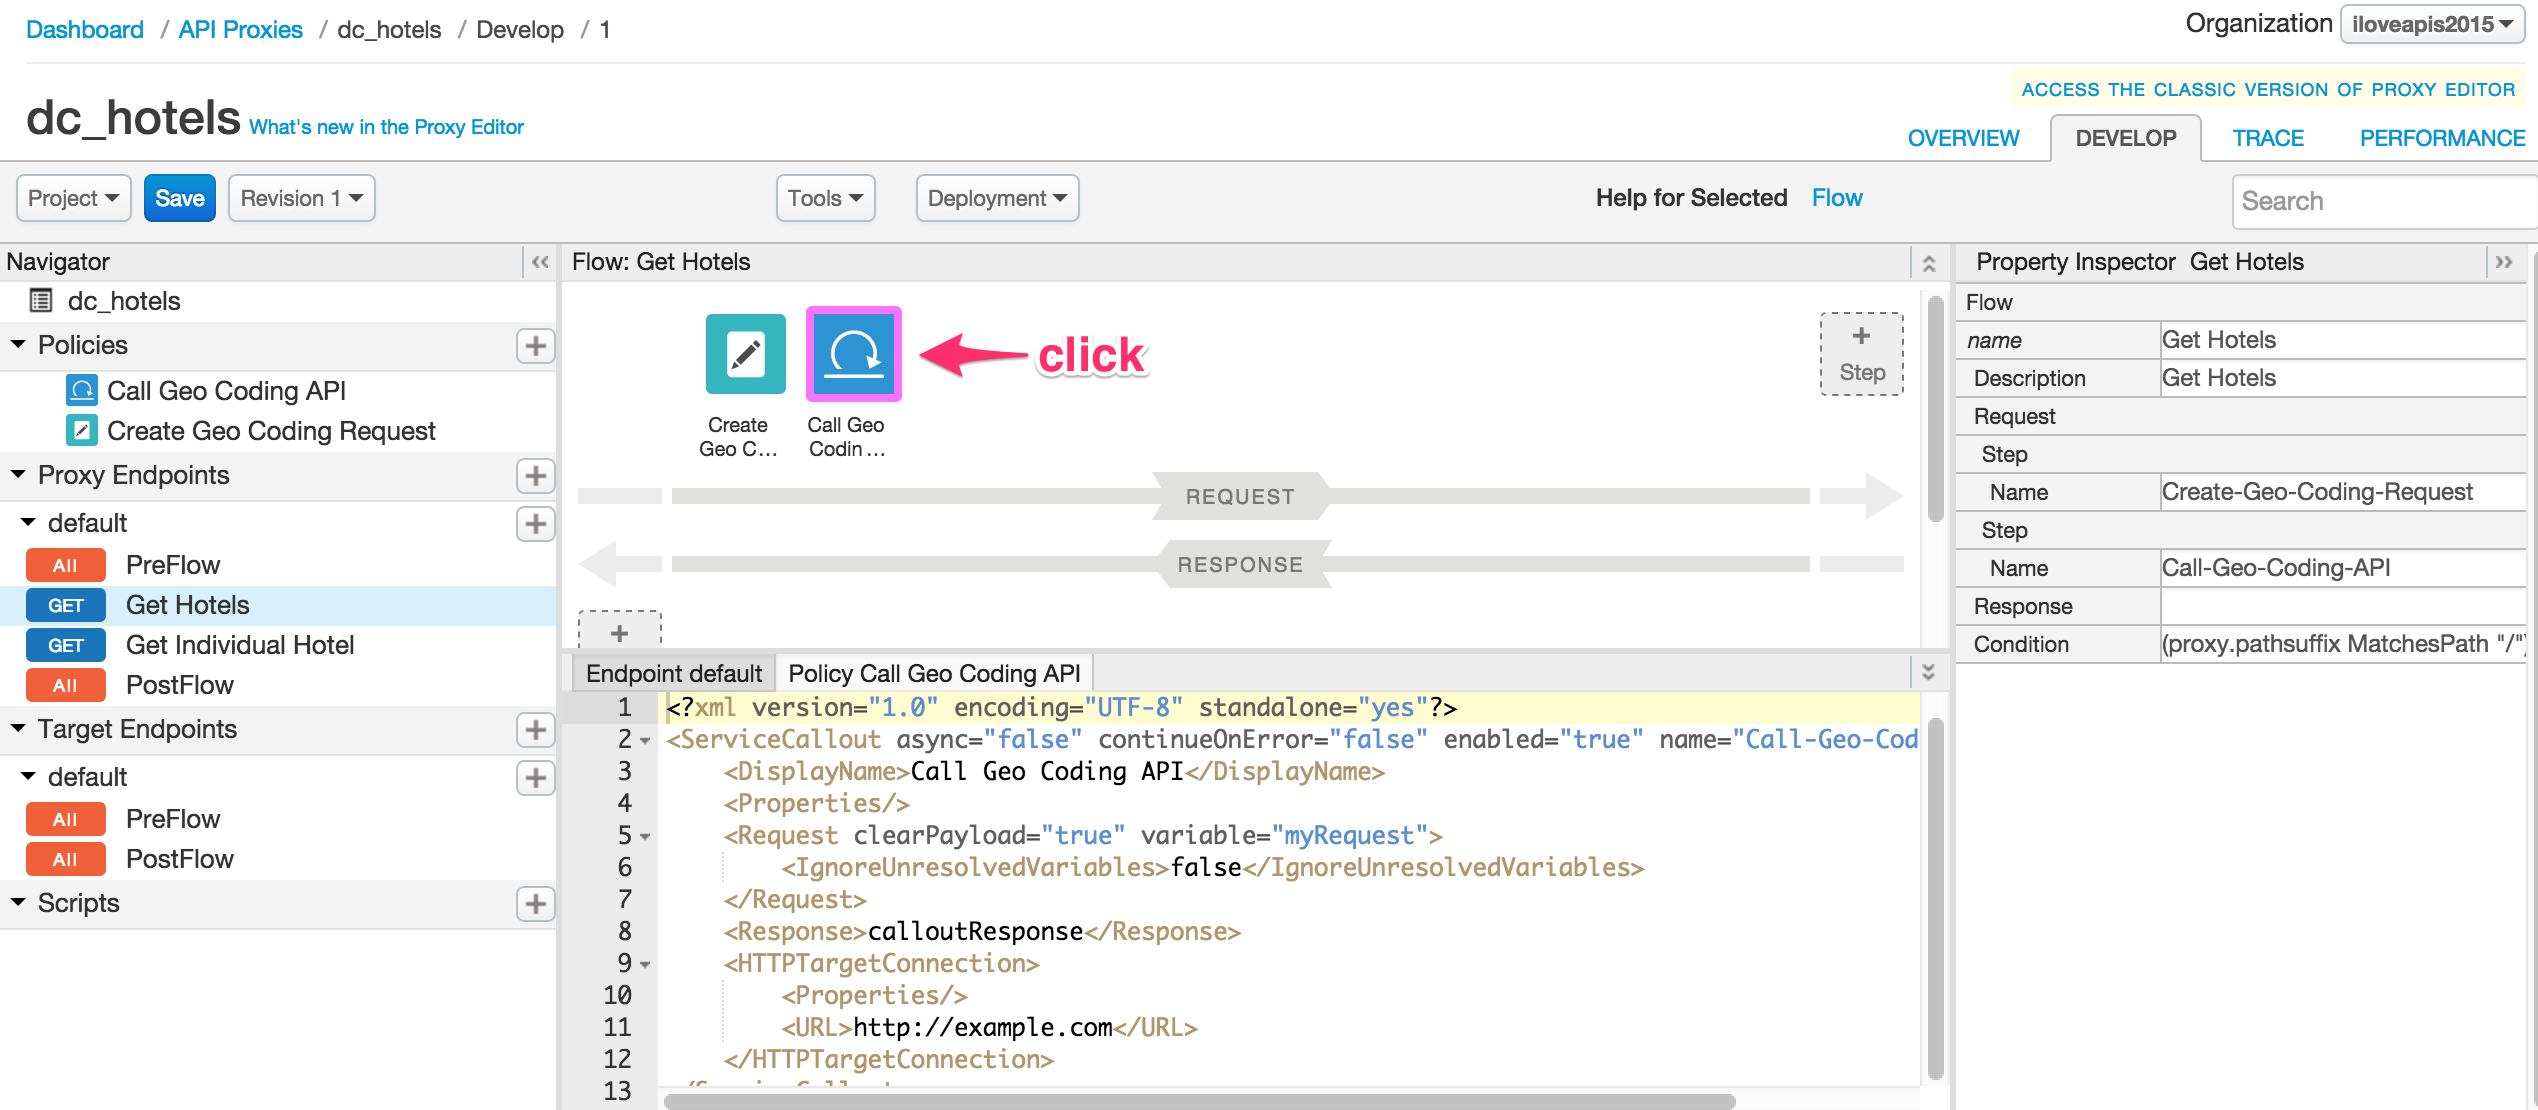 Dashboard / API Proxies / dc_hotels / Develop / 1
Organization iloveapis2015
ACCESS THE CLASSIC VERSION OF PROXY EDITOR
dc_hotels What's new in the Proxy Editor
OVERVIEW DEVELOP TRACE PERFORMANCE
Project Save Revision 1 Tools Deployment Help for Selected Flow Search
Navigator
dc_hotels
Policies
Call Geo Coding API
Create Geo Coding Request
Proxy Endpoints
default
All PreFlow
GET Get Hotels
GET Get Individual Hotel
All PostFlow
Target Endpoints
default
All PreFlow
All PostFlow
Scripts
Flow: Get Hotels
click
+
Step
Create
Geo C...
Call Geo
Codin ...
REQUEST
RESPONSE
+
Endpoint default Policy Call Geo Coding API
1 <?xml version="1.0" encoding="UTF-8" standalone="yes"?>
2 <ServiceCallout async="false" continueOnError="false" enabled="true" name="Call-Geo-Cod
3 <DisplayName>Call Geo Coding API</DisplayName>
4 <Properties/>
5 <Request clearPayload="true" variable="myRequest">
6 <IgnoreUnresolvedVariables>false</IgnoreUnresolvedVariables>
7 </Request>
8 <Response>calloutResponse</Response>
9 <HTTPTargetConnection>
10 <Properties/>
11 <URL>http://example.com</URL>
12 </HTTPTargetConnection>
13
Property Inspector Get Hotels
Flow
name Get Hotels
Description Get Hotels
Request
Step
Name Create-Geo-Coding-Request
Step
Name Call-Geo-Coding-API
Response
Condition (proxy.pathsuffix MatchesPath "/")